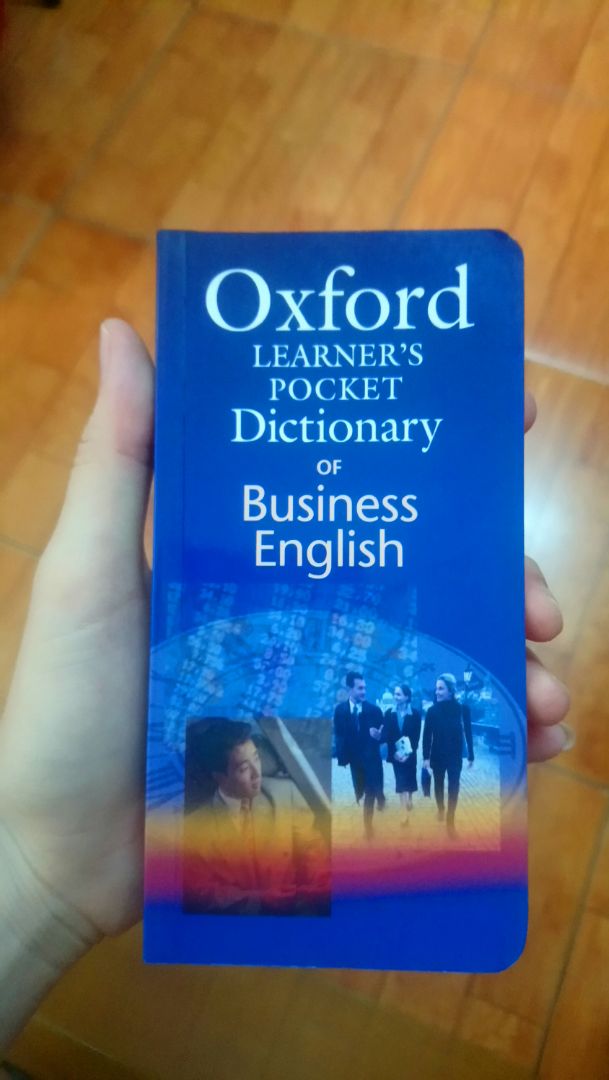 Oxford
LEARNER'S
POCKET
Dictionary
OF
Business
English